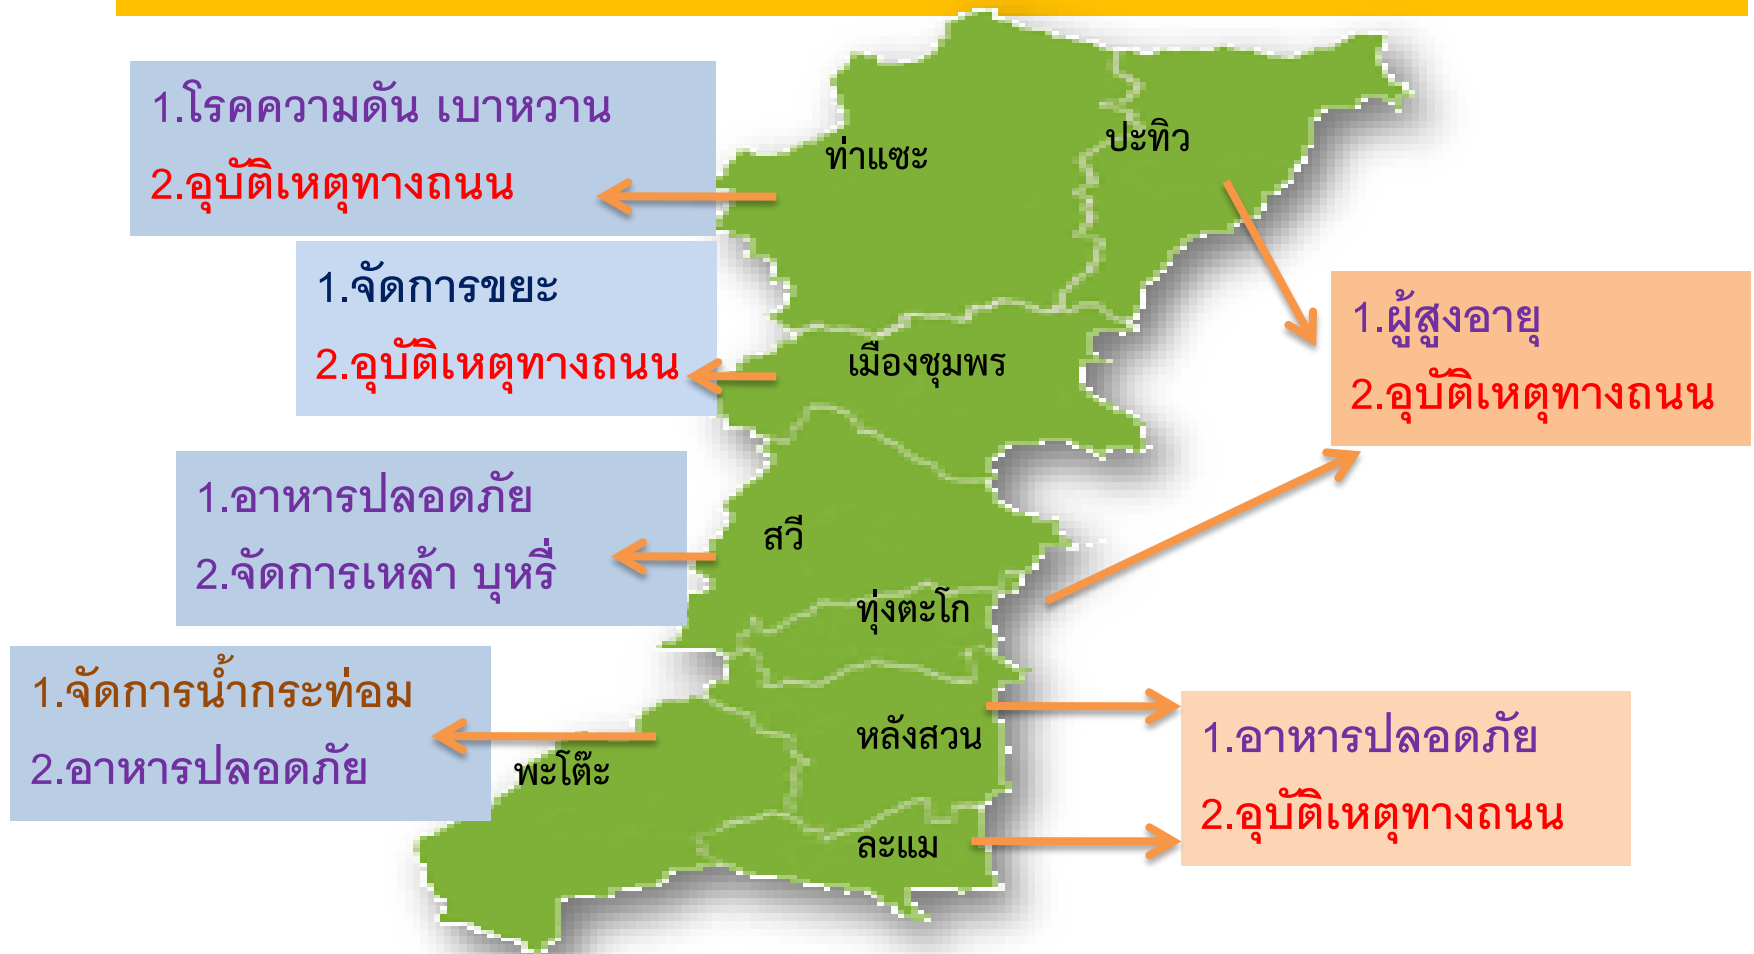 1.โรคความดัน เบาหวาน
2.อุบัติเหตุทางถนน
ท่าแซะ
ปะทิว
1.จัดการขยะ
2.อุบัติเหตุทางถนน
เมืองชุมพร
1.ผู้สูงอายุ
2.อุบัติเหตุทางถนน
1.อาหารปลอดภัย
2.จัดการเหล้า บุหรี่
สวี
ทุ่งตะโก
1.จัดการน้ำกระท่อม
2.อาหารปลอดภัย
พะโต๊ะ
หลังสวน
1.อาหารปลอดภัย
2.อุบัติเหตุทางถนน
ละแม